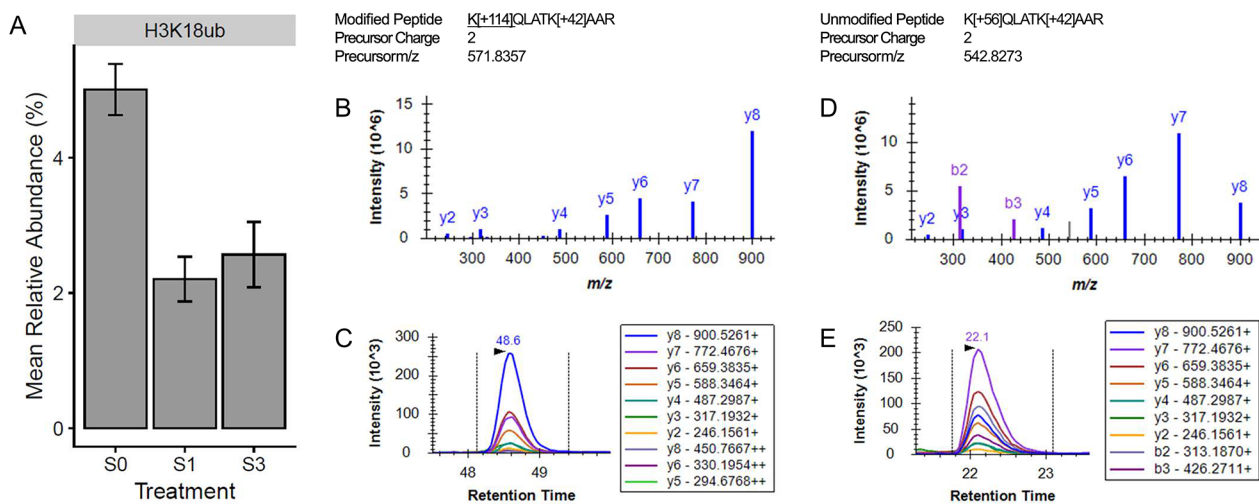 A
H3K18ub
Mean Relative Abundance (%)
4
2
0
S0 S1 S3
Treatment
Modified Peptide K[+114]QLATK[+42]AAR
Precursor Charge 2
Precursorm/z 571.8357
B
Intensity (10^6)
15
10
5
0
y2 y3 y4 y5 y6 y7 y8
300 400 500 600 700 800 900
m/z
C
Intensity (10^3)
300
200
100
0
48.6
48 49
Retention Time
y8 - 900.5261+
y7 - 772.4676+
y6 - 659.3835+
y5 - 588.3464+
y4 - 487.2987+
y3 - 317.1932+
y2 - 246.1561+
y8 - 450.7667++
y6 - 330.1954++
y5 - 294.6768++
Unmodified Peptide K[+56]QLATK[+42]AAR
Precursor Charge 2
Precursorm/z 542.8273
D
Intensity (10^6)
10
5
0
y2 b2 y3 b3 y4 y5 y6 y7 y8
300 400 500 600 700 800 900
m/z
E
Intensity (10^3)
250
200
150
100
50
0
22.1
22 23
Retention Time
y8 - 900.5261+
y7 - 772.4676+
y6 - 659.3835+
y5 - 588.3464+
y4 - 487.2987+
y3 - 317.1932+
y2 - 246.1561+
b2 - 313.1870+
b3 - 426.2711+